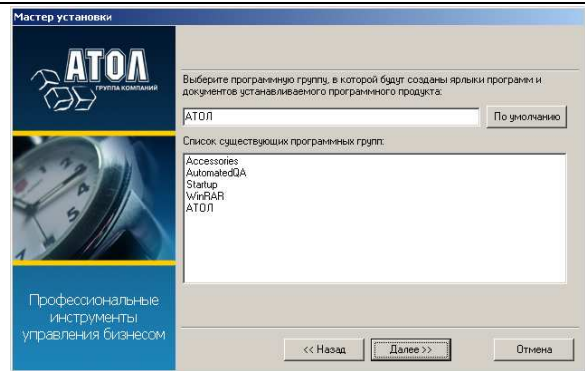 Мастер установки
АТОЛ
ГРУППА КОМПАНИЙ
Выберите программную группу, в которой будут созданы ярлыки программ и
документов устанавливаемого программного продукта:
АТОЛ
По умолчанию
Список существующих программных групп:
Accessories
AutomatedQA
Startup
WinRAR
АТОЛ
Профессиональные
инструменты
управления бизнесом
<< Назад
Далее >>
Отмена